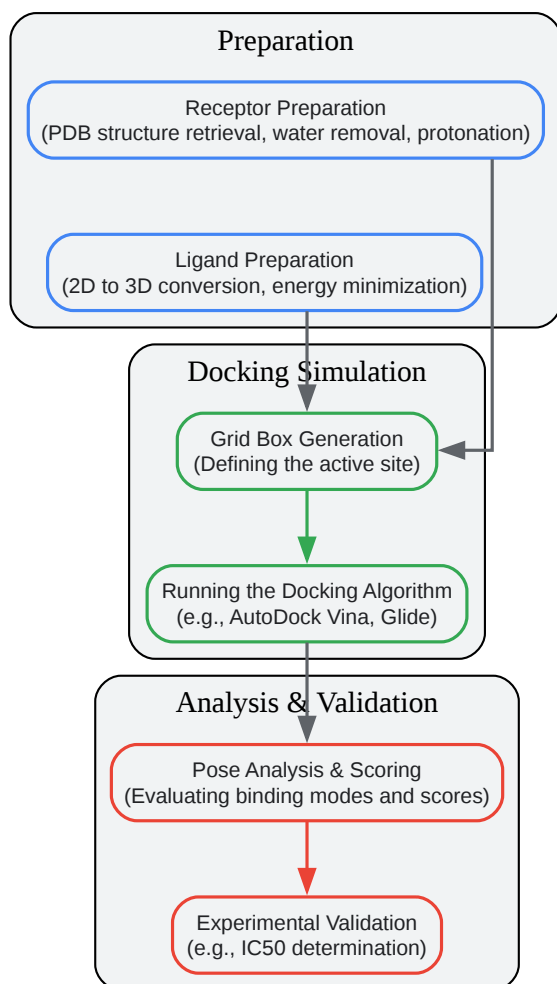 Preparation
Receptor Preparation
(PDB structure retrieval, water removal, protonation)
Ligand Preparation
(2D to 3D conversion, energy minimization)
Docking Simulation
Grid Box Generation
(Defining the active site)
Running the Docking Algorithm
(e.g., AutoDock Vina, Glide)
Analysis & Validation
Pose Analysis & Scoring
(Evaluating binding modes and scores)
Experimental Validation
(e.g., IC50 determination)